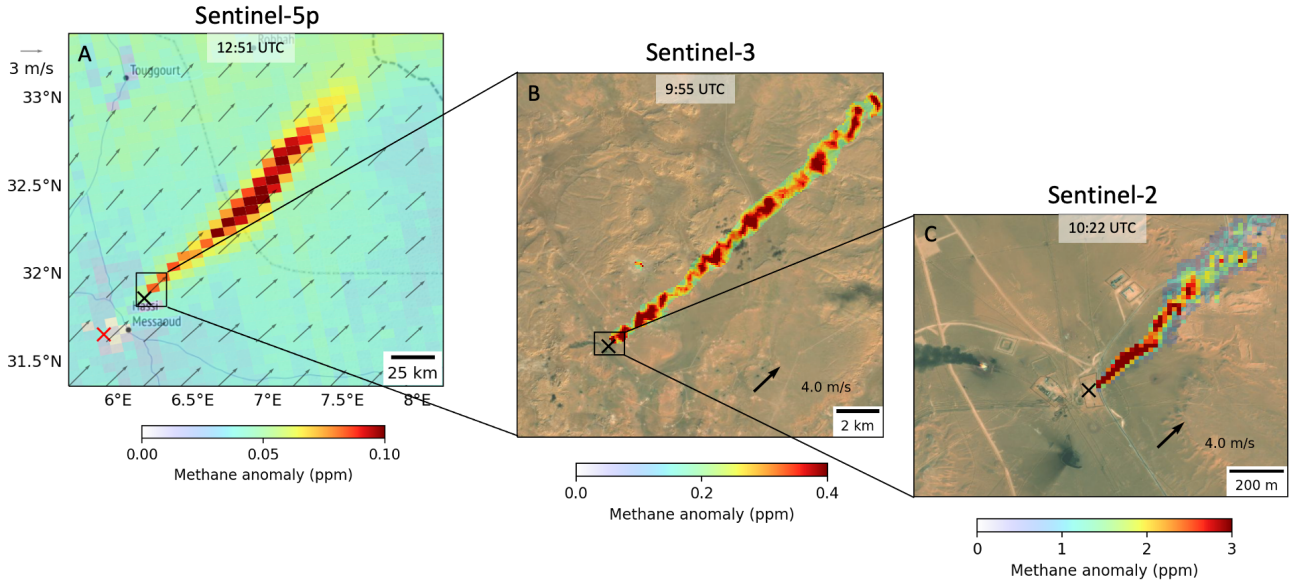 Sentinel-5p
A
12:51 UTC
Robbah
Touggourt
3 m/s
33°N
32.5°N
32°N
31.5°N
Hassi
Messaoud
25 km
6°E
6.5°E
7°E
7.5°E
8°E
0.00
0.05
0.10
Methane anomaly (ppm)
Sentinel-3
B
9:55 UTC
4.0 m/s
2 km
0.0
0.2
0.4
Methane anomaly (ppm)
Sentinel-2
C
10:22 UTC
4.0 m/s
200 m
0
1
2
3
Methane anomaly (ppm)